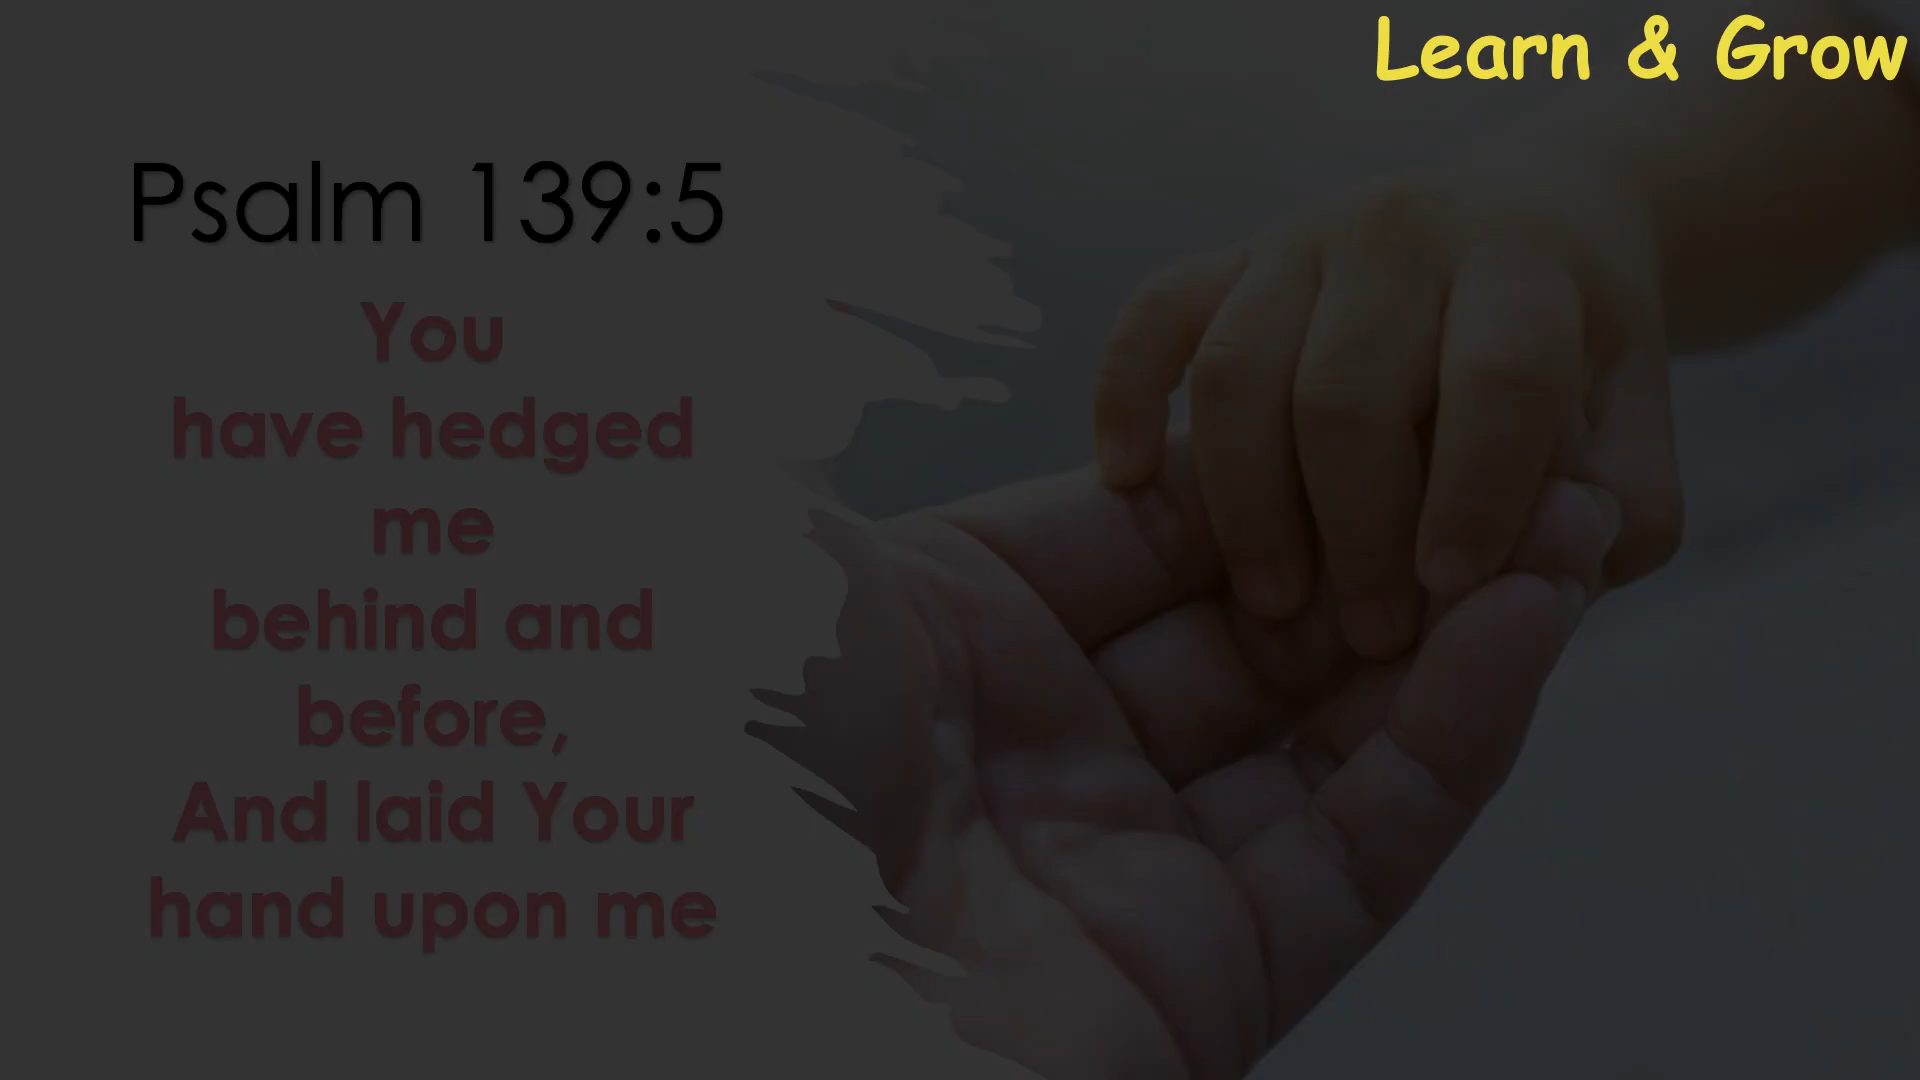 Learn & Grow
Psalm 139:5
You
have hedged
me
behind and
before,
And laid Your
hand upon me